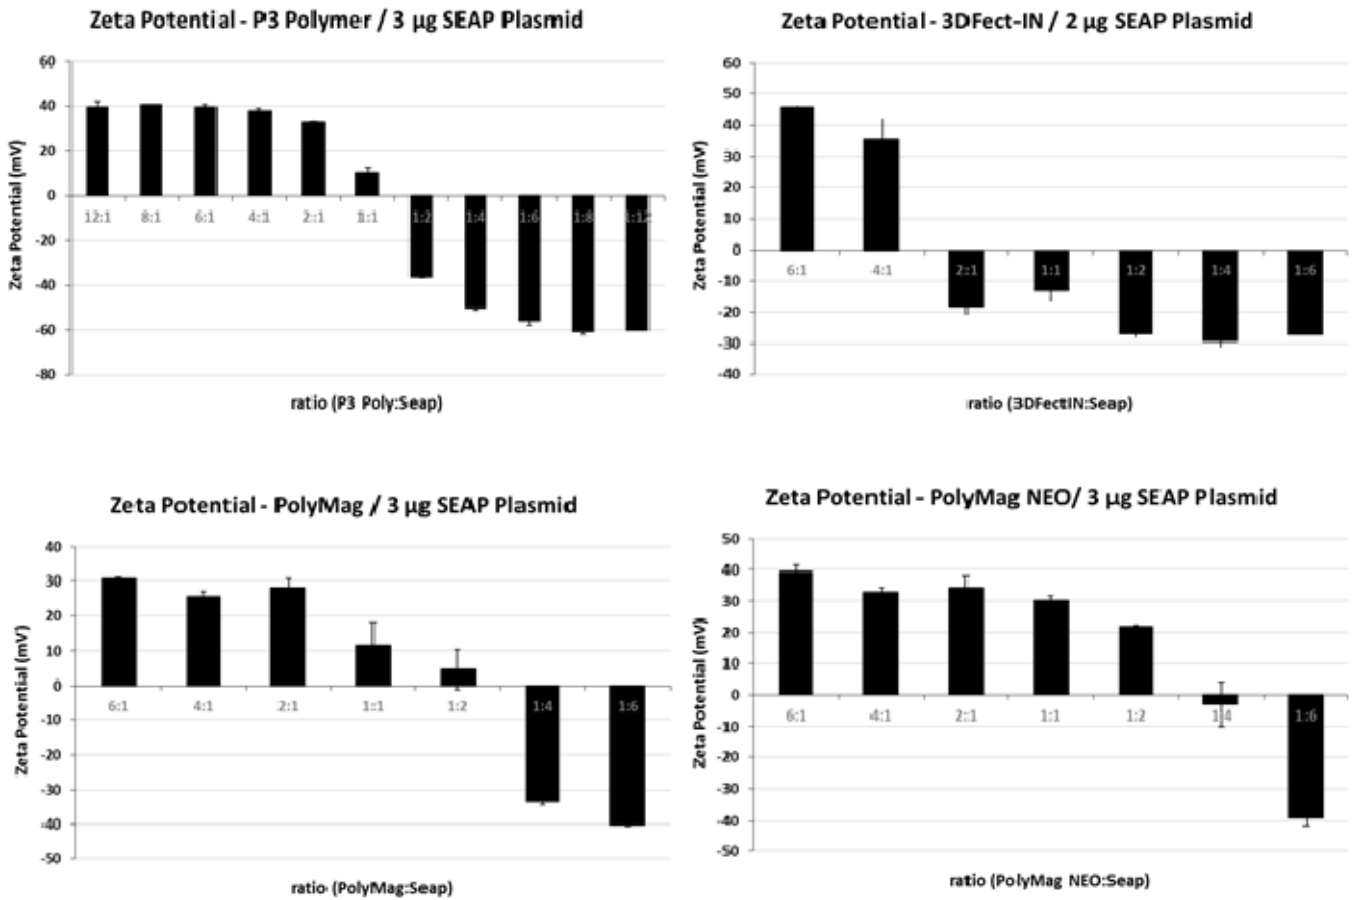 Zeta Potential - P3 Polymer / 3 µg SEAP Plasmid
60
40
20
0
-20
-40
-60
-80
Zeta Potential (mV)
12:1 8:1 6:1 4:1 2:1 1:1 1:2 1:4 1:6 1:8 1:12
ratio (P3 Poly:Seap)
Zeta Potential - 3DFect-IN / 2 µg SEAP Plasmid
60
50
40
30
20
10
0
-10
-20
-30
-40
Zeta Potential (mV)
6:1 4:1 2:1 1:1 1:2 1:4 1:6
ratio (3DFectIN:Seap)
Zeta Potential - PolyMag / 3 µg SEAP Plasmid
40
30
20
10
0
-10
-20
-30
-40
-50
Zeta Potential (mV)
6:1 4:1 2:1 1:1 1:2 1:4 1:6
ratio (PolyMag:Seap)
Zeta Potential - PolyMag NEO/ 3 µg SEAP Plasmid
50
40
30
20
10
0
-10
-20
-30
-40
-50
Zeta Potential (mV)
6:1 4:1 2:1 1:1 1:2 1:4 1:6
ratio (PolyMag NEO:Seap)